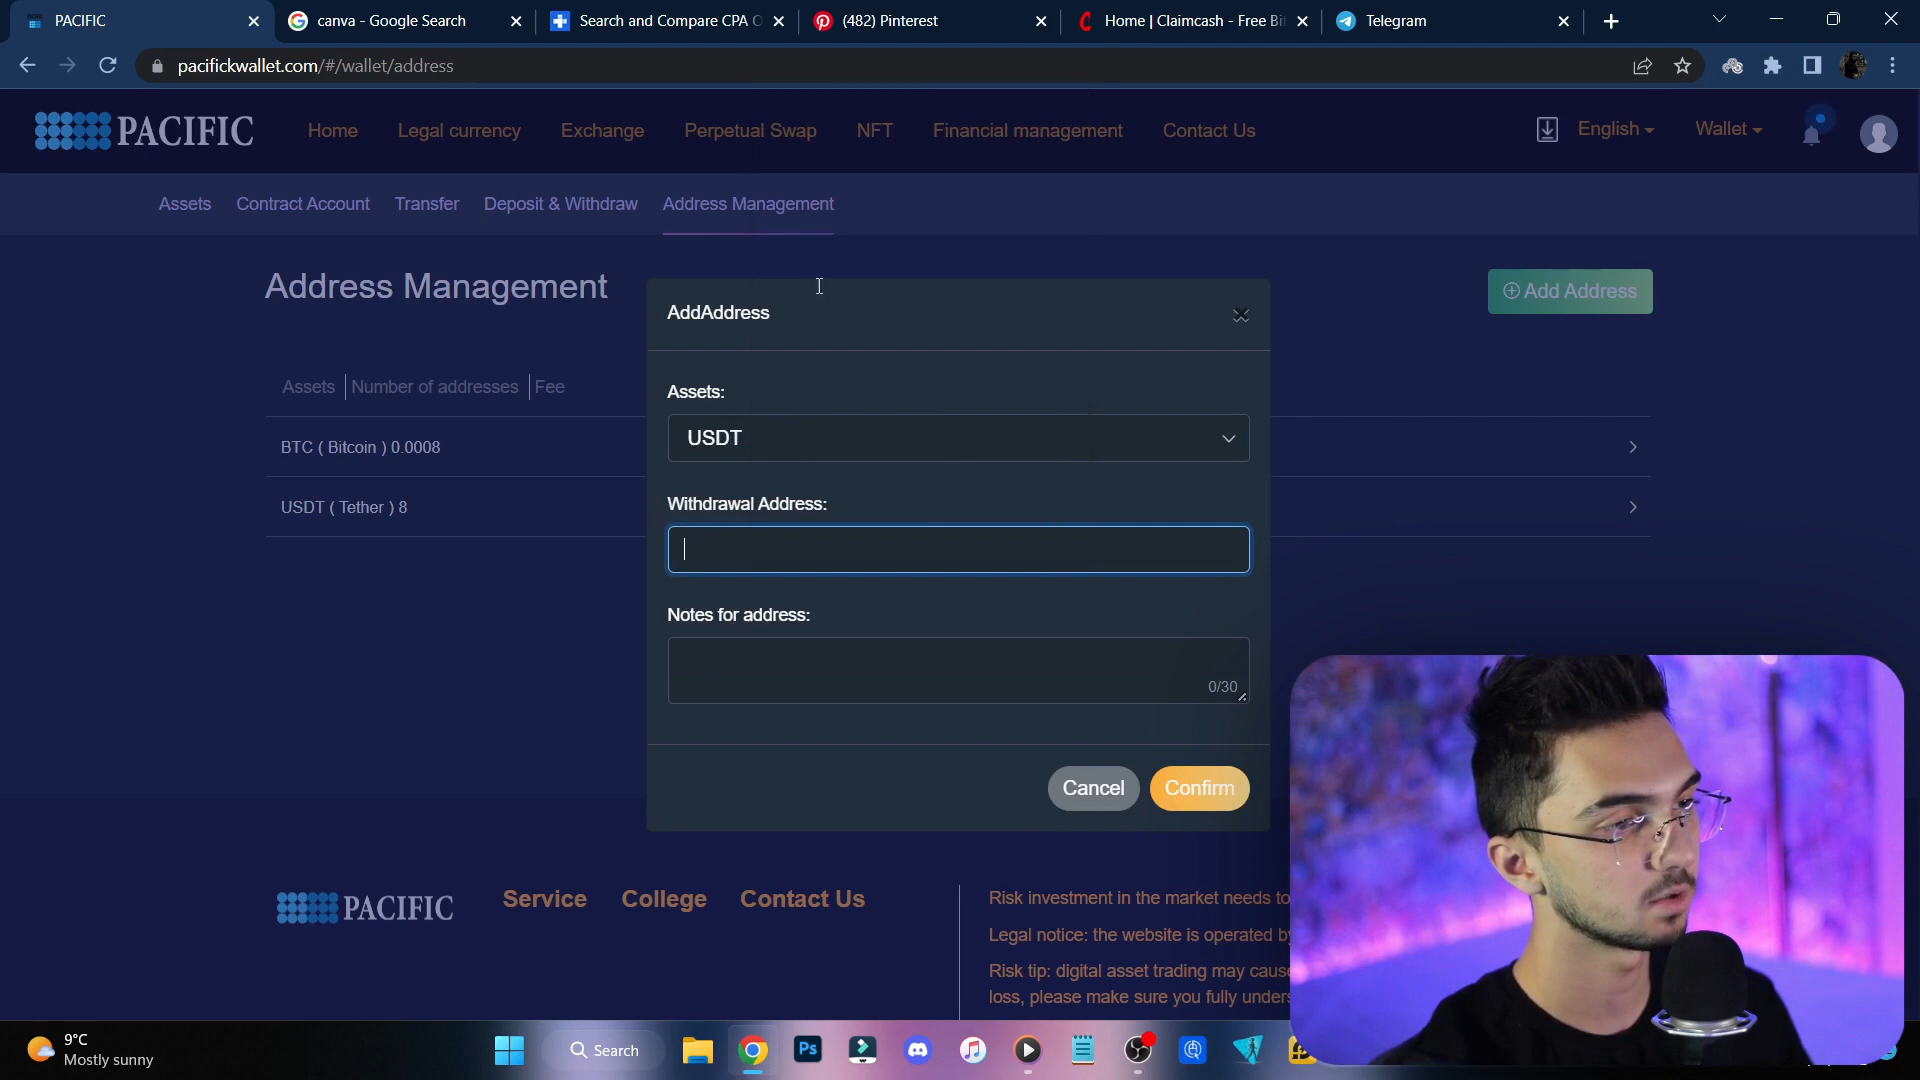 PACIFIC
canva - Google Search
Search and Compare CPA
(482) Pinterest
Home | Claimcash - Free Bi
Telegram
pacifickwallet.com/#/wallet/address
PACIFIC
Home
Legal currency
Exchange
Perpetual Swap
NFT
Financial management
Contact Us
English
Wallet
Assets
Contract Account
Transfer
Deposit & Withdraw
Address Management
Address Management
Add Address
AddAddress
Assets
Number of addresses
Fee
Assets:
USDT
BTC ( Bitcoin ) 0.0008
USDT ( Tether ) 8
Withdrawal Address:
Notes for address:
0/30
Cancel
Confirm
PACIFIC
Service
College
Contact Us
Risk investment in the market needs to
Legal notice: the website is operated by
Risk tip: digital asset trading may cause
loss, please make sure you fully
9°C
Mostly sunny
Search
Ps